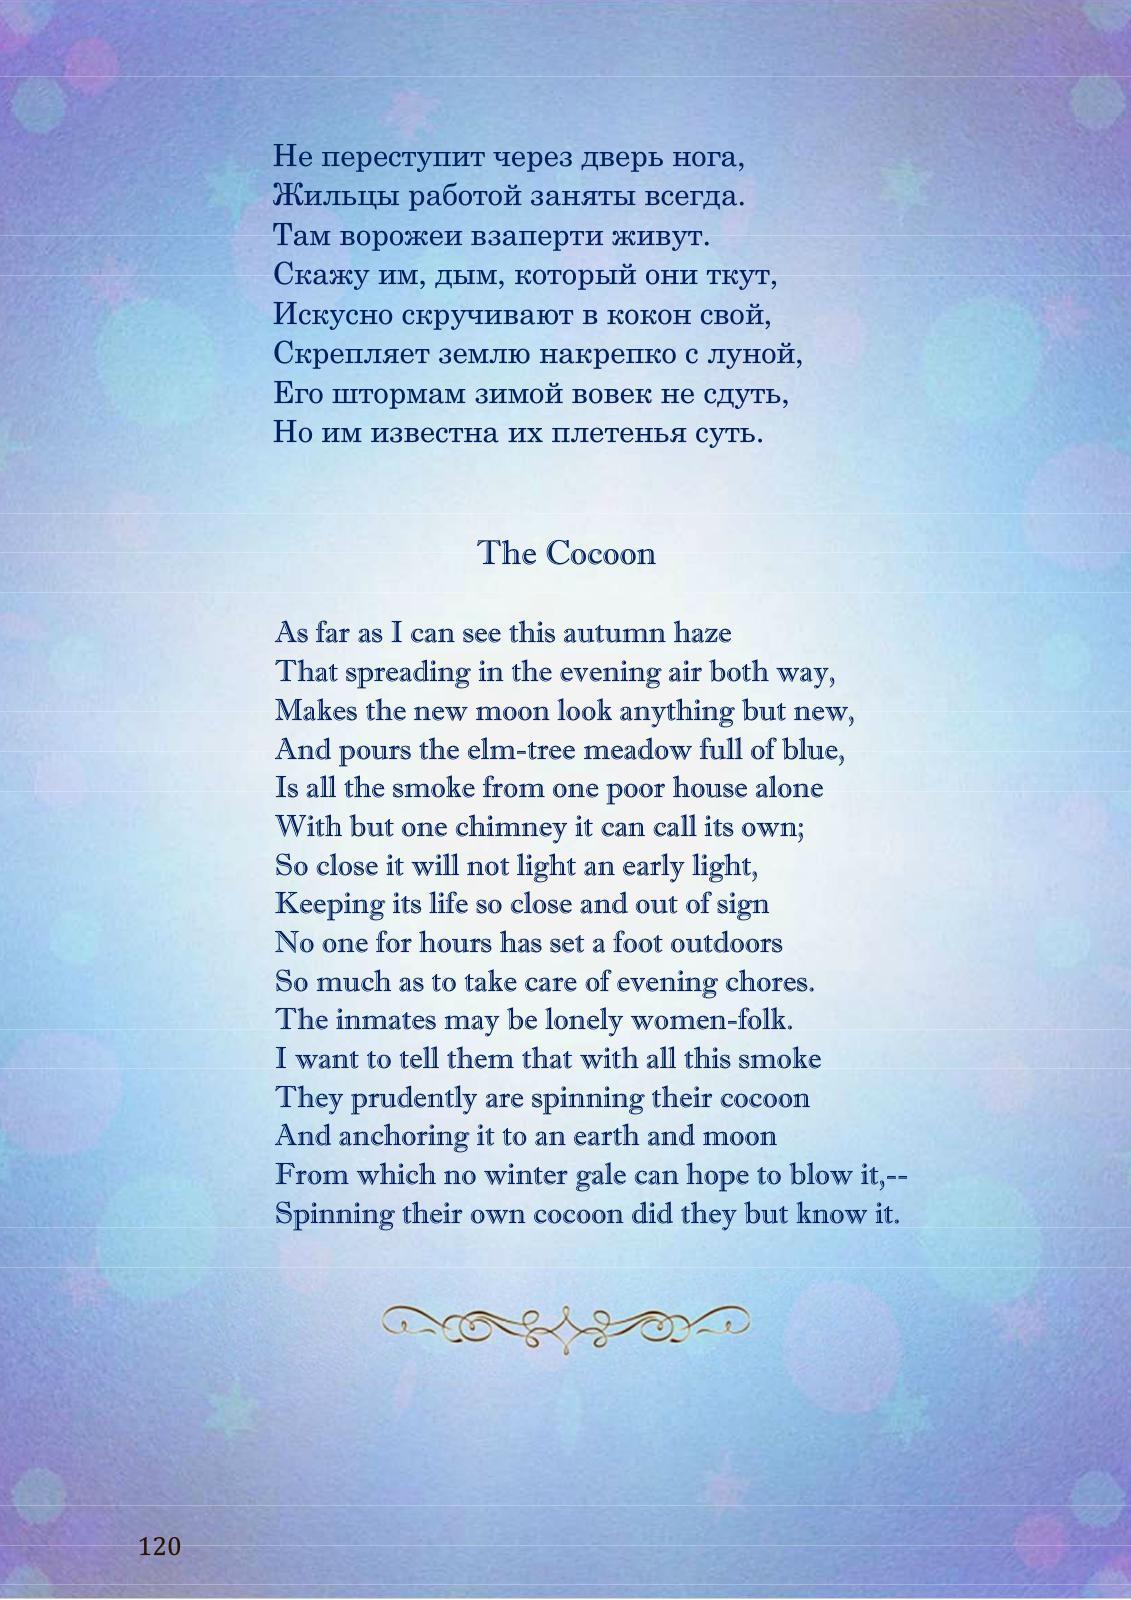 Не переступит через дверь нога,
Жильцы работой заняты всегда.
Там ворожеи взаперти живут.
Скажу им, дым, который они ткут,
Искусно скручивают в кокон свой,
Скрепляет землю накрепко с луной,
Его штормам зимой вовек не сдуть,
Но им известна их плетенья суть.
The Cocoon
As far as I can see this autumn haze
That spreading in the evening air both way,
Makes the new moon look anything but new,
And pours the elm-tree meadow full of blue,
Is all the smoke from one poor house alone
With but one chimney it can call its own;
So close it will not light an early light,
Keeping its life so close and out of sign
No one for hours has set a foot outdoors
So much as to take care of evening chores.
The inmates may be lonely women-folk.
I want to tell them that with all this smoke
They prudently are spinning their cocoon
And anchoring it to an earth and moon
From which no winter gale can hope to blow it,--
Spinning their own cocoon did they but know it.
120